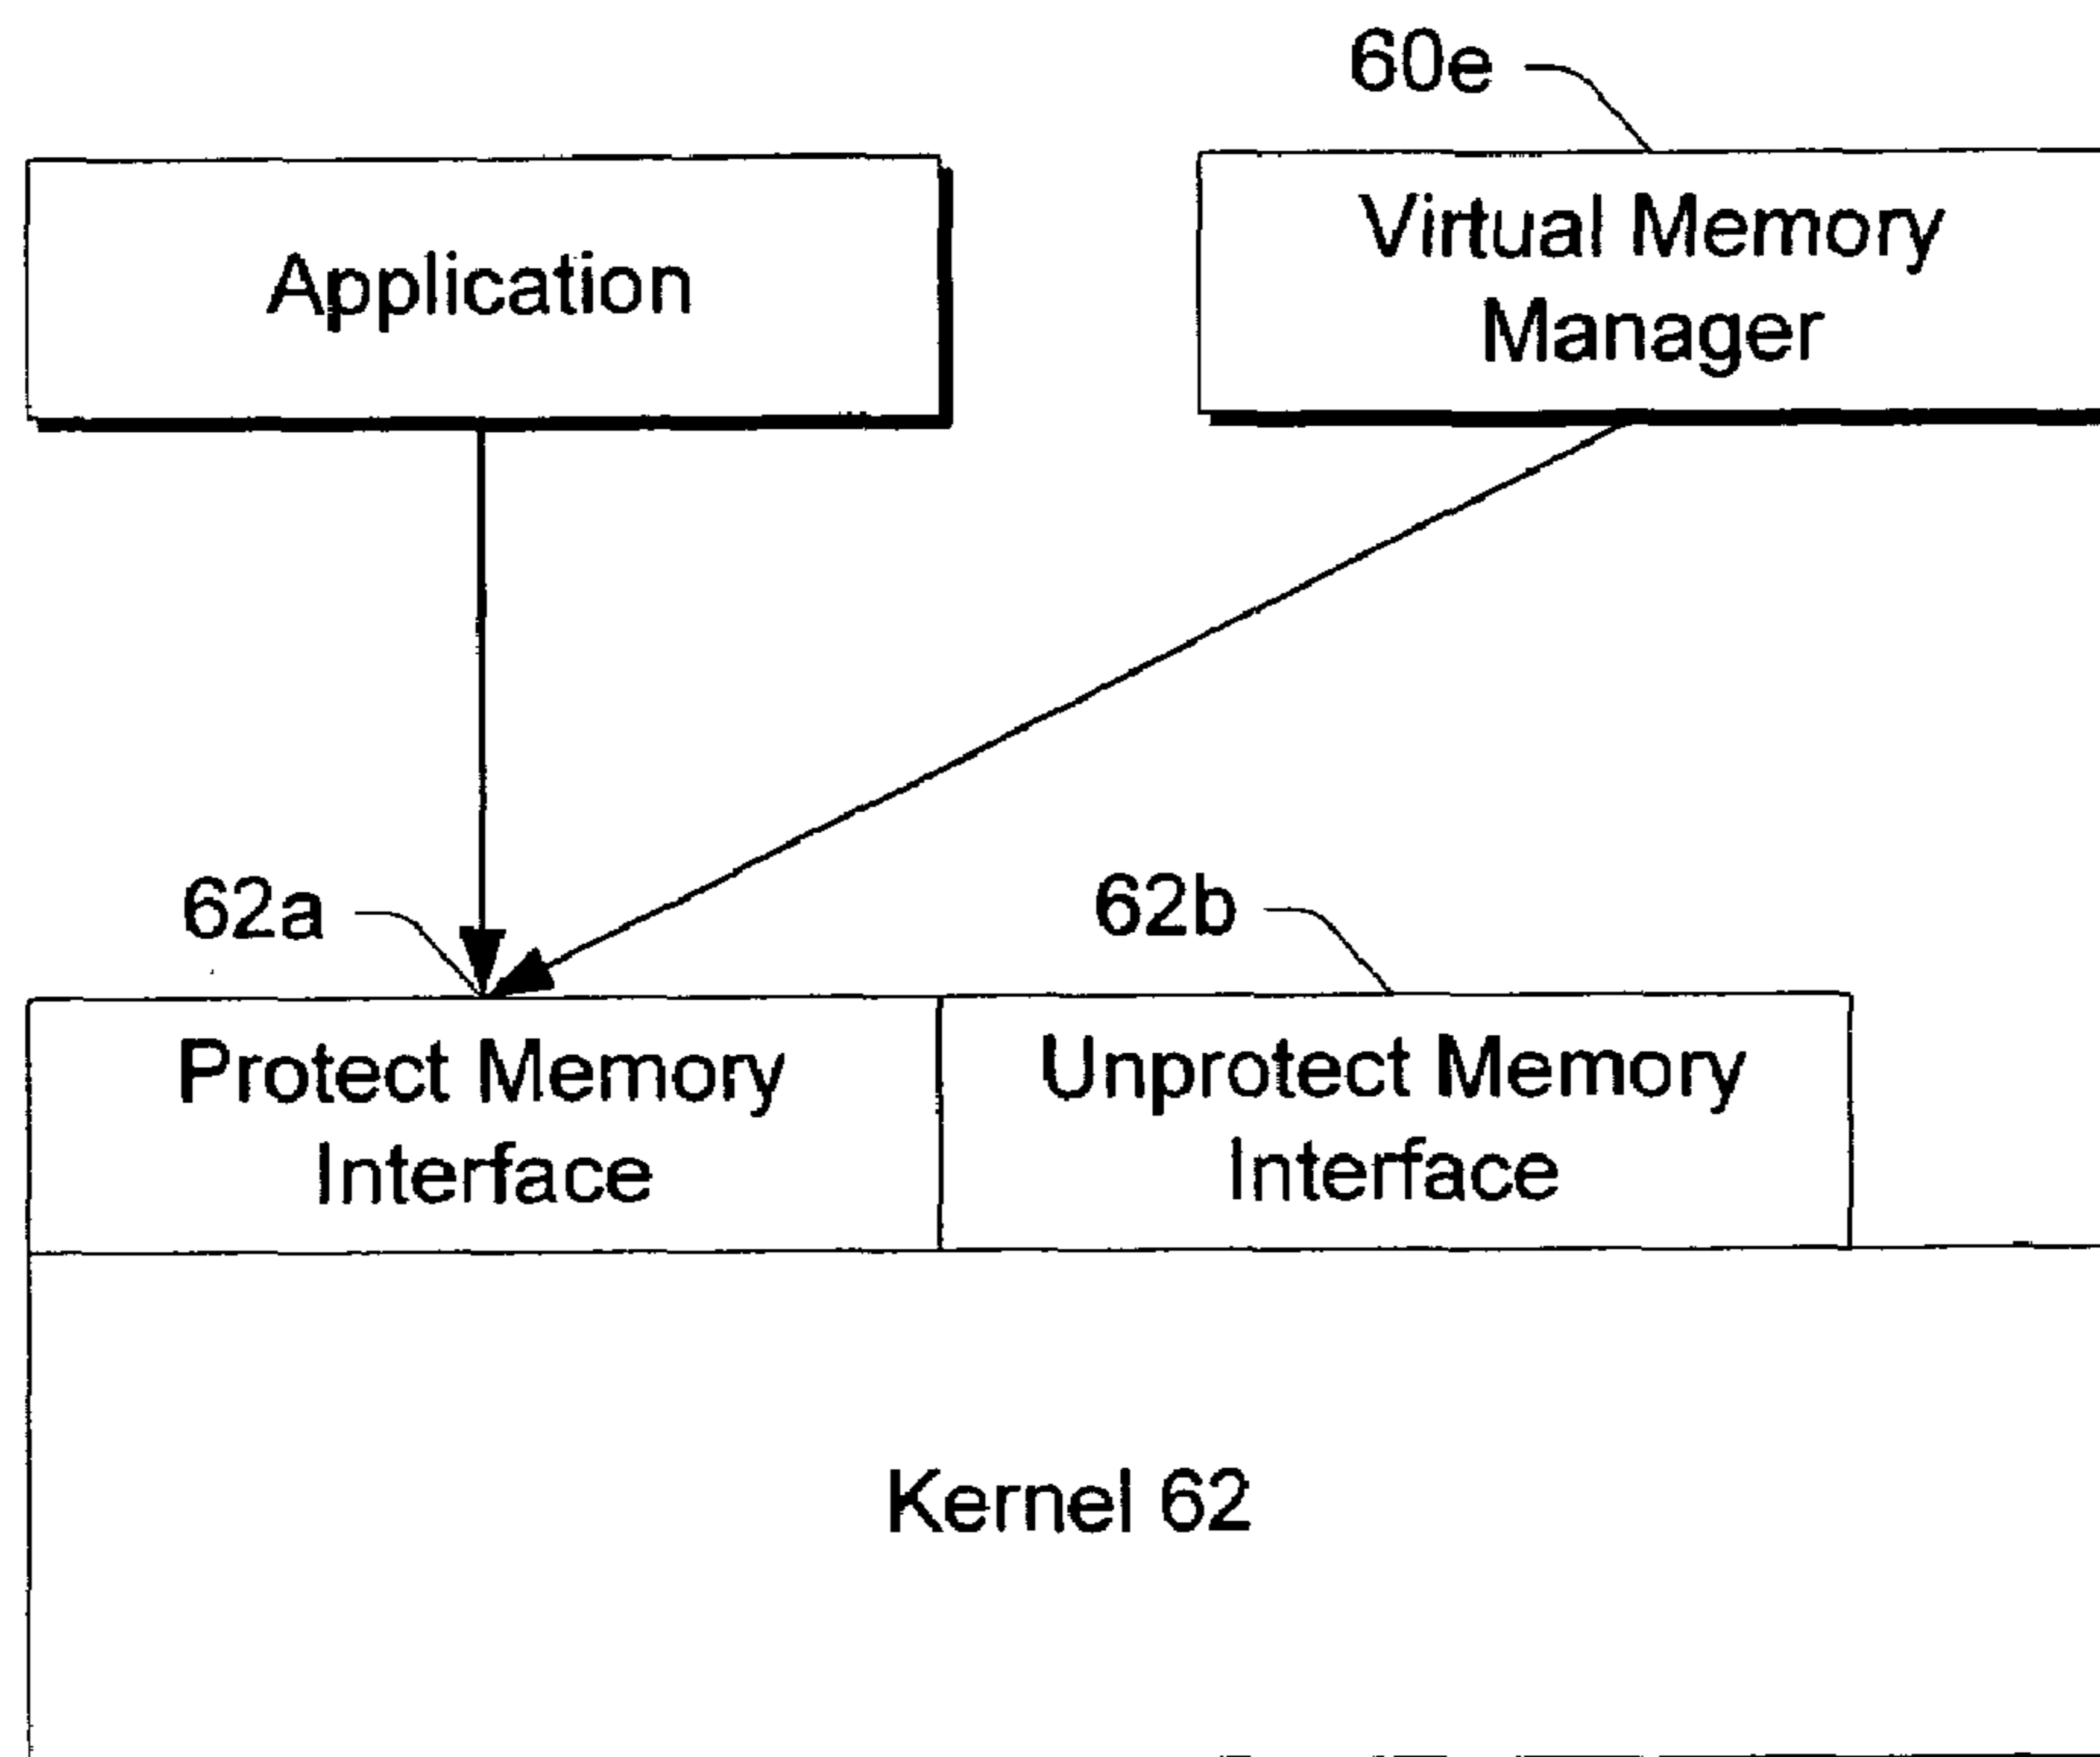 60e
Application
Virtual Memory
Manager
62a
62b
Protect Memory
Interface
Unprotect Memory
Interface
Kernel 62